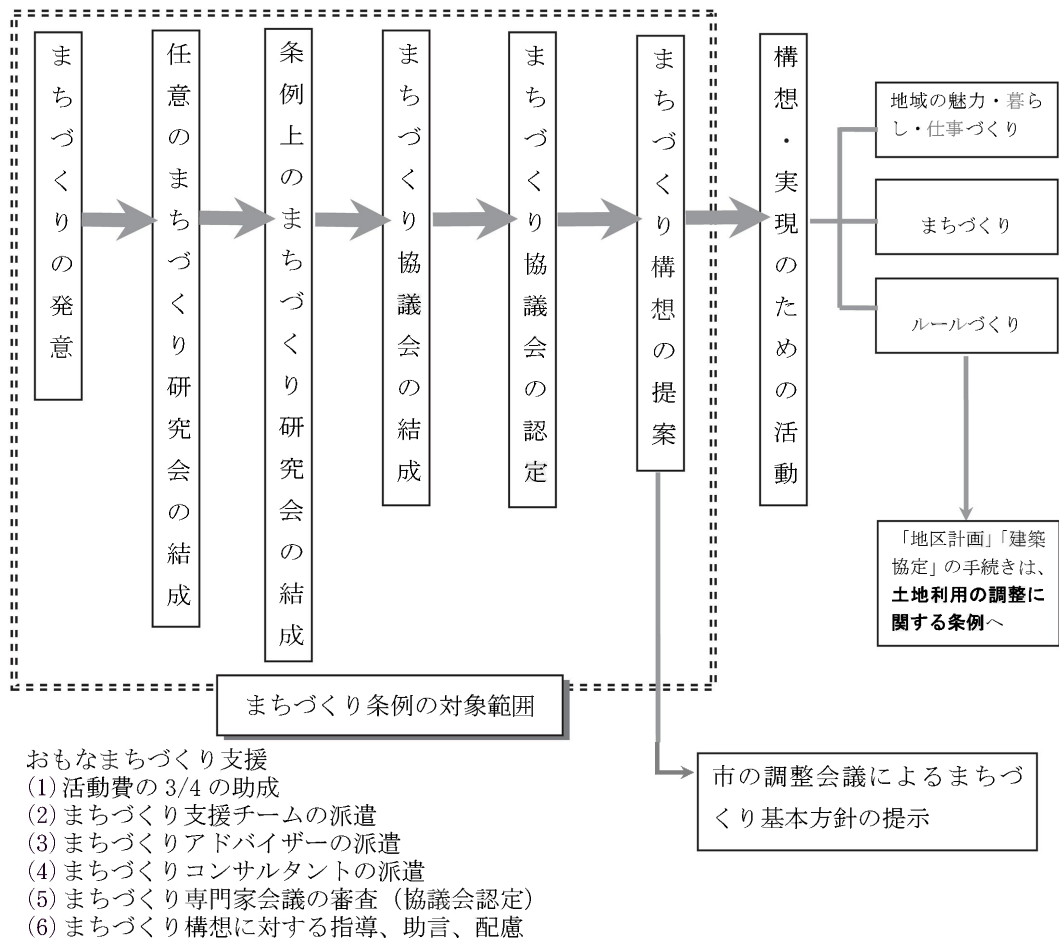 まちづくりの発意
任意のまちづくり研究会の結成
条例上のまちづくり研究会の結成
まちづくり協議会の結成
まちづくり協議会の認定
まちづくり構想の提案
構想・実現のための活動
地域の魅力・暮ら
し・仕事づくり
まちづくり
ルールづくり
「地区計画」「建築
協定」の手続きは、
土地利用の調整に
関する条例へ
まちづくり条例の対象範囲
市の調整会議によるまちづ
くり基本方針の提示
おもなまちづくり支援
(1)活動費の 3/4 の助成
(2)まちづくり支援チームの派遣
(3)まちづくりアドバイザーの派遣
(4)まちづくりコンサルタントの派遣
(5)まちづくり専門家会議の審査（協議会認定）
(6)まちづくり構想に対する指導、助言、配慮